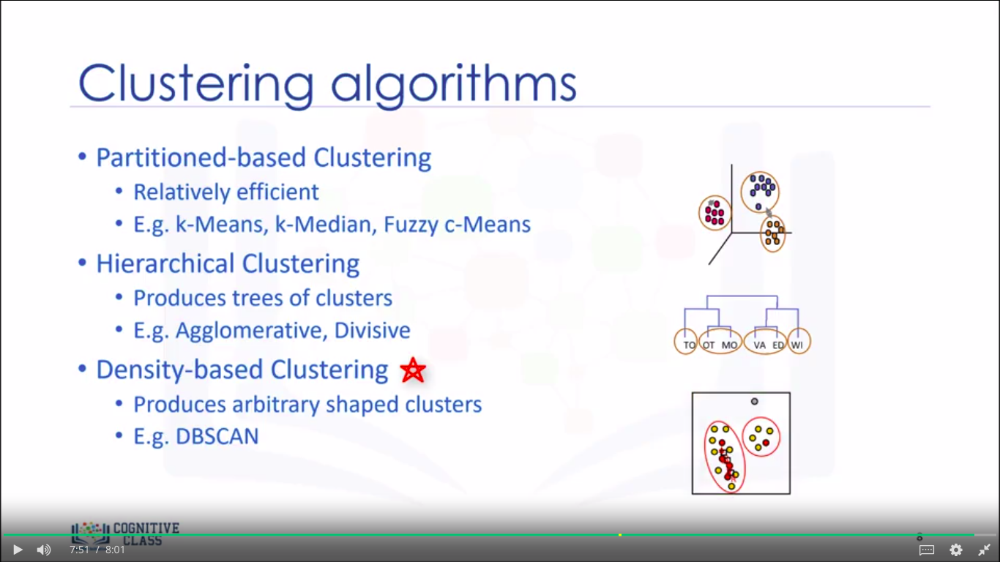 Clustering algorithms
• Partitioned-based Clustering
• Relatively efficient
• E.g. k-Means, k-Median, Fuzzy c-Means
• Hierarchical Clustering
• Produces trees of clusters
• E.g. Agglomerative, Divisive
TO OT MO VA ED WI
• Density-based Clustering
• Produces arbitrary shaped clusters
• E.g. DBSCAN
COGNITIVE
CLASS
8
7:51 / 8:01